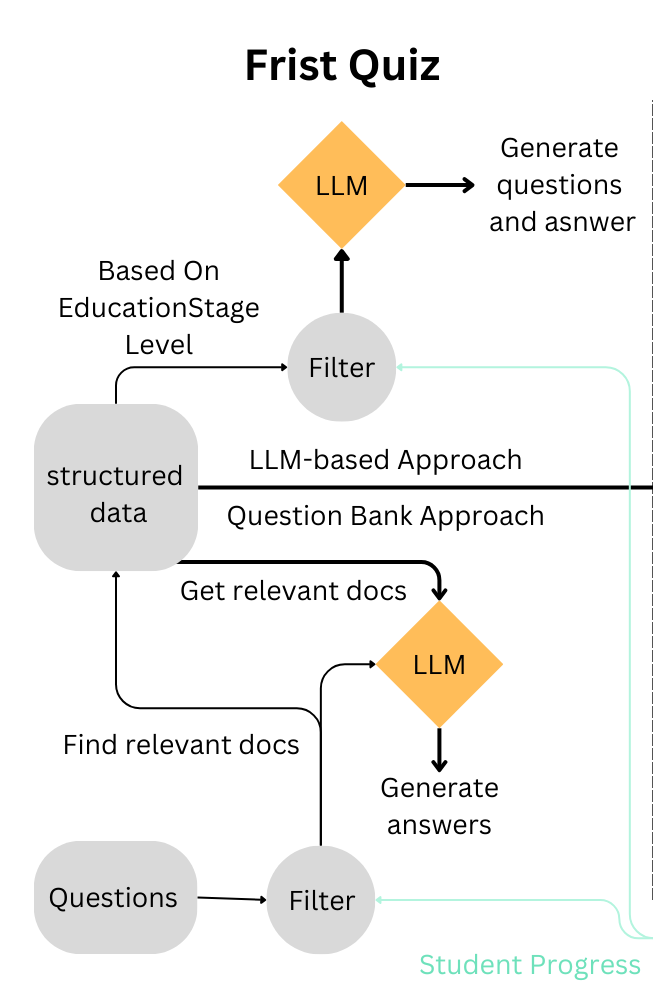 Frist Quiz
LLM
Generate
questions
and asnwer
Based On
EducationStage
Level
Filter
structured
data
LLM-based Approach
Question Bank Approach
Get relevant docs
LLM
Find relevant docs
Generate
answers
Questions
Filter
Student Progress